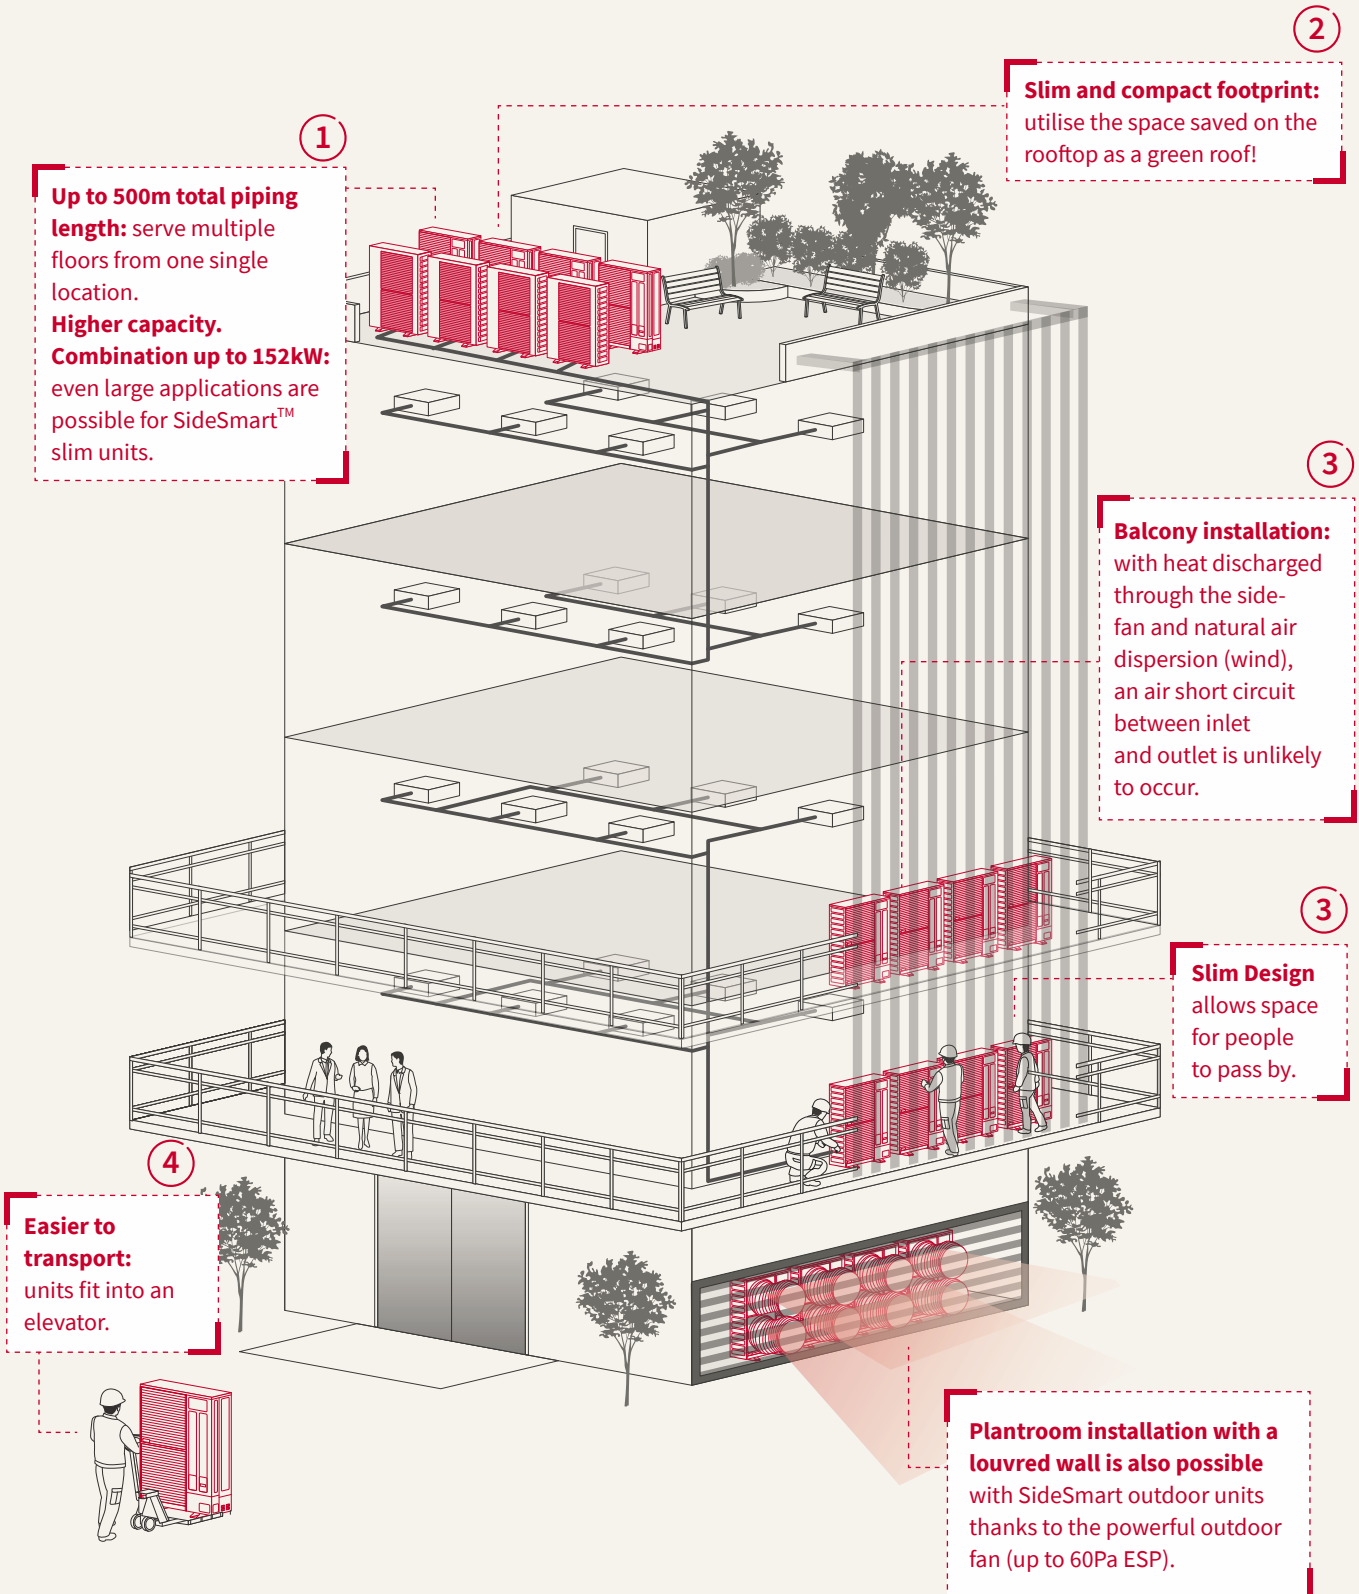 2
Slim and compact footprint:
utilise the space saved on the
rooftop as a green roof!
1
Up to 500m total piping
length: serve multiple
floors from one single
location.
Higher capacity.
Combination up to 152kW:
even large applications are
possible for SideSmart™
slim units.
3
Balcony installation:
with heat discharged
through the side-
fan and natural air
dispersion (wind),
an air short circuit
between inlet
and outlet is unlikely
to occur.
3
Slim Design
allows space
for people
to pass by.
4
Easier to
transport:
units fit into an
elevator.
Plantroom installation with a
louvred wall is also possible
with SideSmart outdoor units
thanks to the powerful outdoor
fan (up to 60Pa ESP).